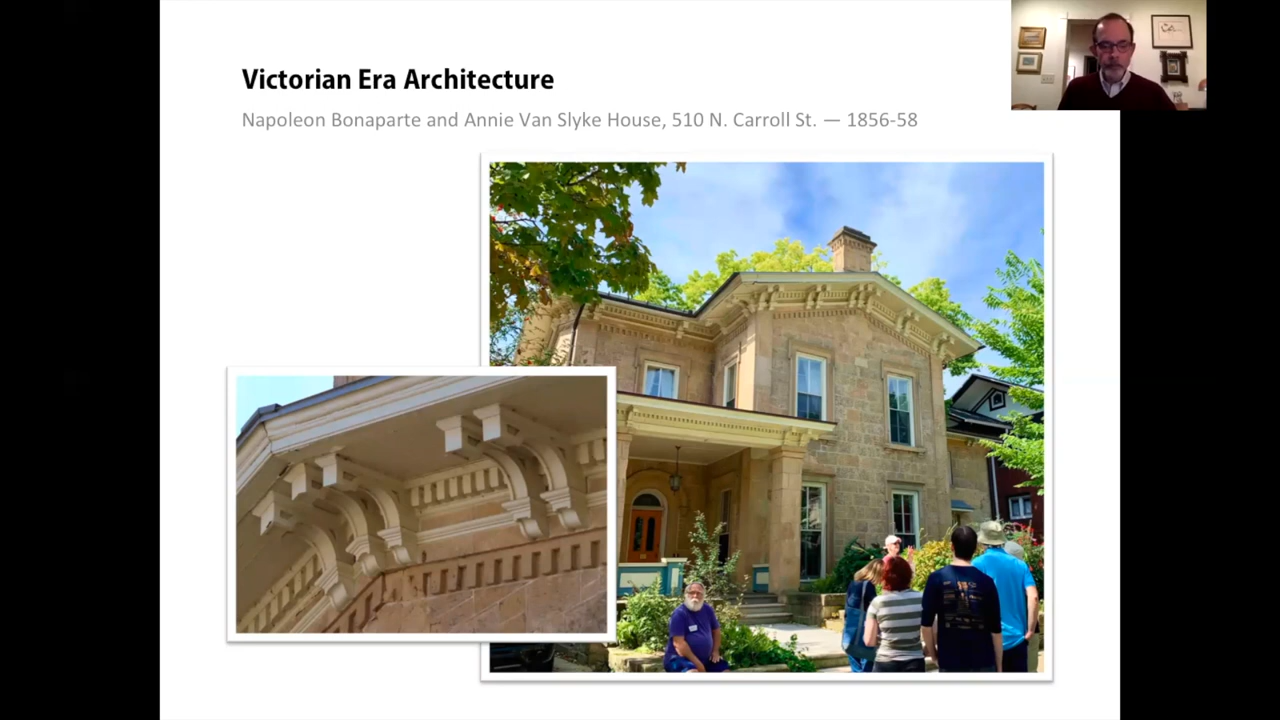 Victorian Era Architecture
Napoleon Bonaparte and Annie Van Slyke House, 510 N. Carroll St. — 1856-58